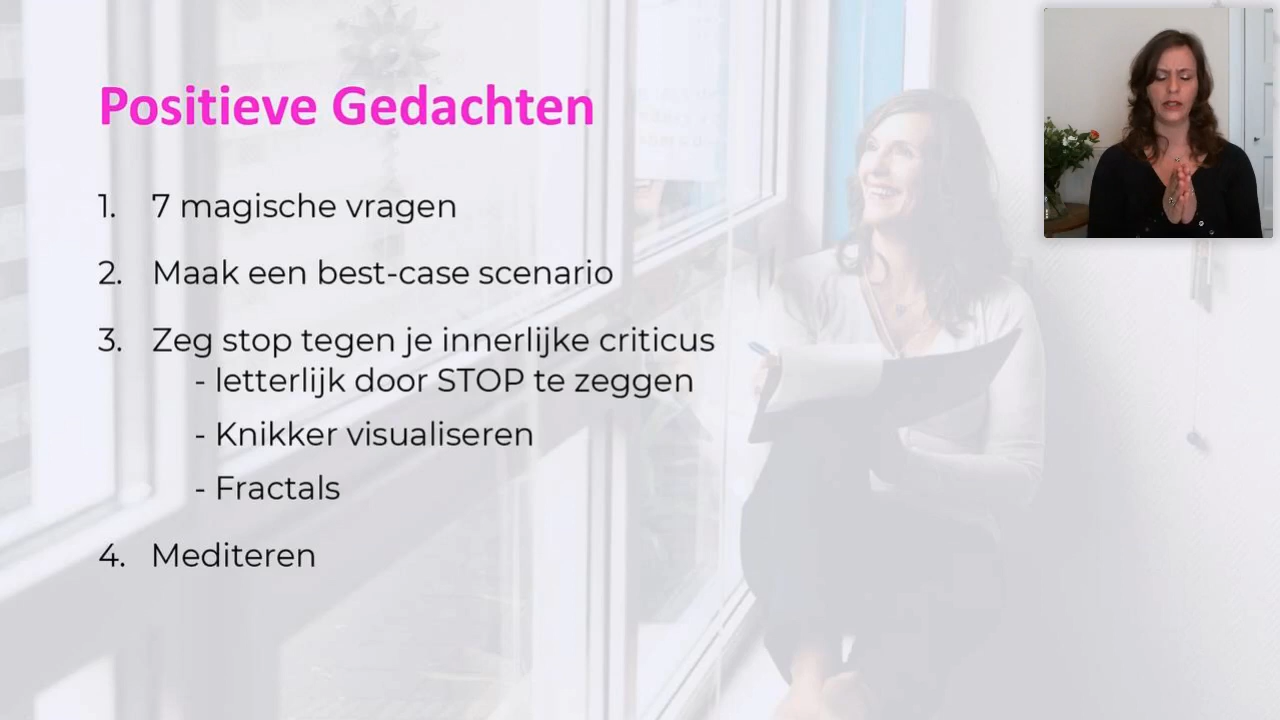 Positieve Gedachten
1. 7 magische vragen
2. Maak een best-case scenario
3. Zeg stop tegen je innerlijke criticus
- letterlijk door STOP te zeggen
- Knikker visualiseren
- Fractals
4. Mediteren